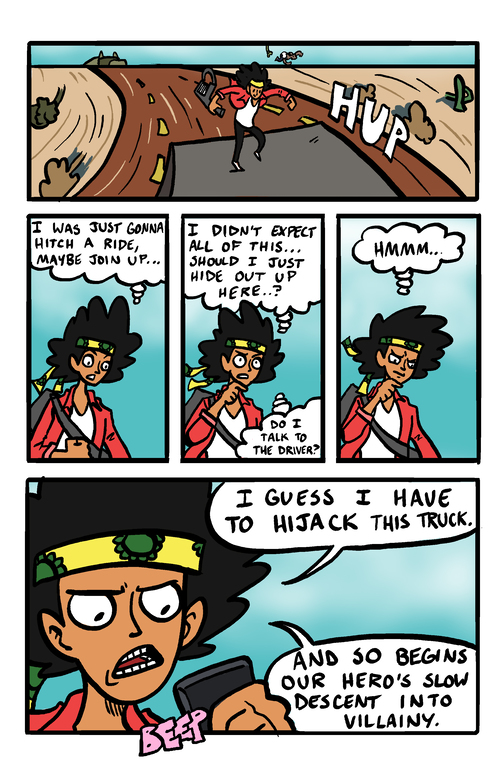 HUP
I WAS JUST GONNA
HITCH A RIDE,
MAYBE JOIN UP...
I DIDN'T EXPECT
ALL OF THIS...
SHOULD I JUST
HIDE OUT UP
HERE..?
DO I
TALK TO
THE DRIVER?
HMMM...
I GUESS I HAVE
TO HIJACK THIS TRUCK.
AND SO BEGINS
OUR HERO'S SLOW
DESCENT INTO
VILLAINY.
BEEP